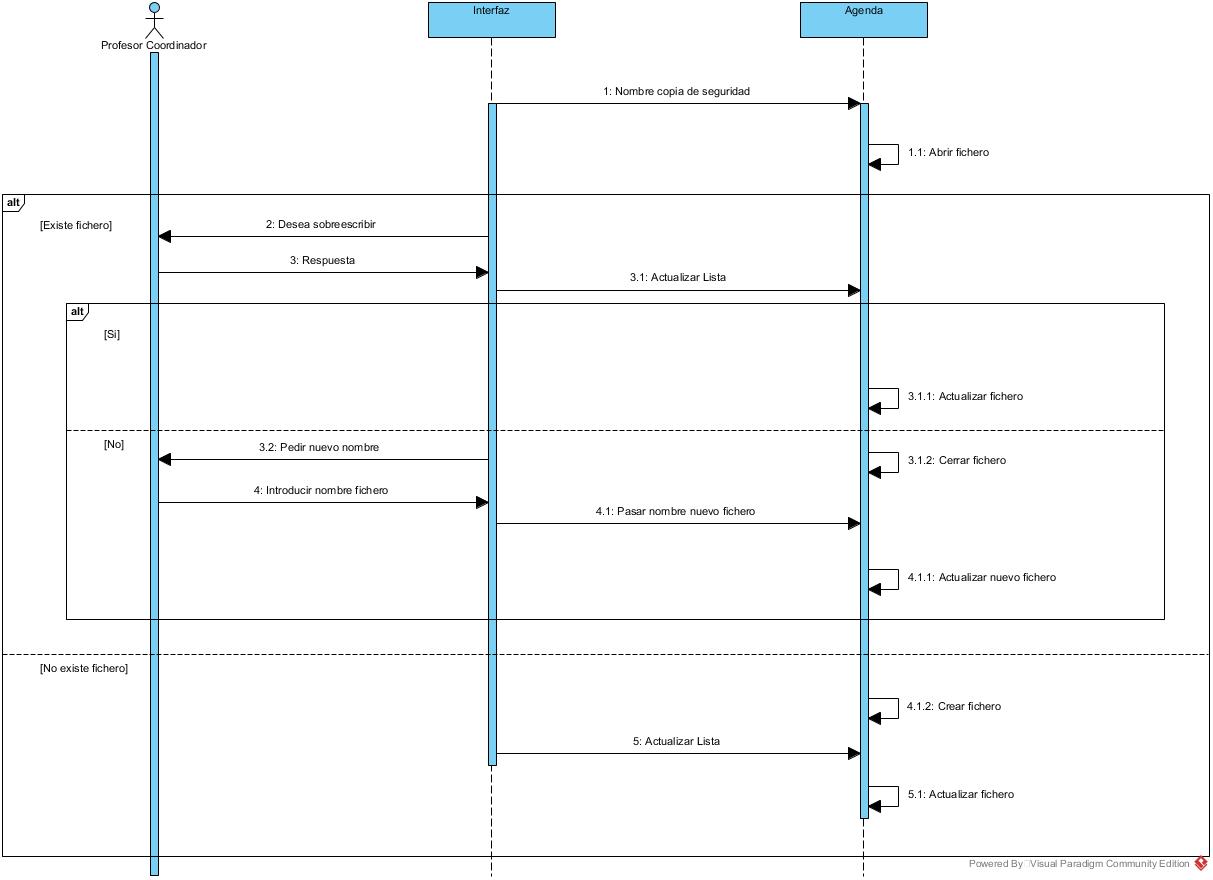 Interfaz
Agenda
Profesor Coordinador
1: Nombre copia de seguridad
1.1: Abrir fichero
alt
[Existe fichero]
2: Desea sobreescribir
3: Respuesta
3.1: Actualizar Lista
alt
[Si]
3.1.1: Actualizar fichero
[No]
3.2: Pedir nuevo nombre
3.1.2: Cerrar fichero
4: Introducir nombre fichero
4.1: Pasar nombre nuevo fichero
4.1.1: Actualizar nuevo fichero
[No existe fichero]
4.1.2: Crear fichero
5: Actualizar Lista
5.1: Actualizar fichero
Powered By Visual Paradigm Community Edition